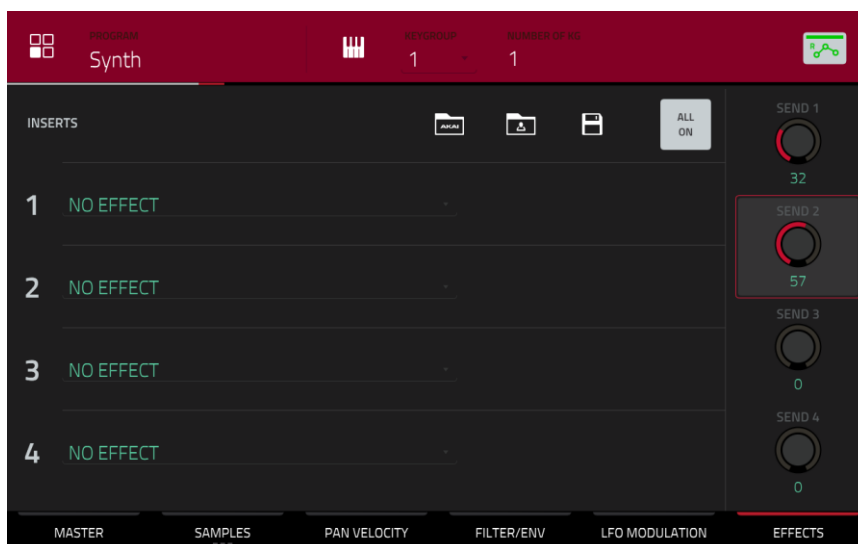 PROGRAM
Synth
KEYGROUP
1
NUMBER OF KG
1
INSERTS
AKAI
ALL
ON
1 NO EFFECT
2 NO EFFECT
3 NO EFFECT
4 NO EFFECT
SEND 1
32
SEND 2
57
SEND 3
0
SEND 4
0
MASTER SAMPLES PAN VELOCITY FILTER/ENV LFO MODULATION EFFECTS